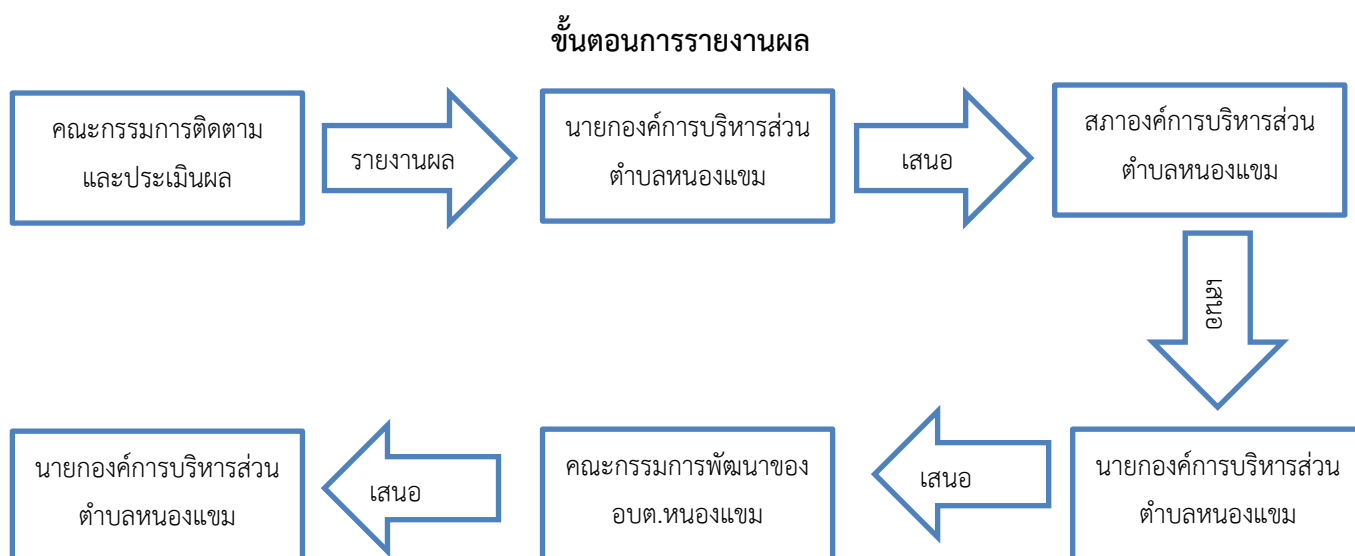 ขั้นตอนการรายงานผล
คณะกรรมการติดตาม
และประเมินผล
รายงานผล
นายกองค์การบริหารส่วน
ตำบลหนองแขม
เสนอ
สภาองค์การบริหารส่วน
ตำบลหนองแขม
เสนอ
นายกองค์การบริหารส่วน
ตำบลหนองแขม
เสนอ
คณะกรรมการพัฒนาของ
อบต.หนองแขม
เสนอ
นายกองค์การบริหารส่วน
ตำบลหนองแขม